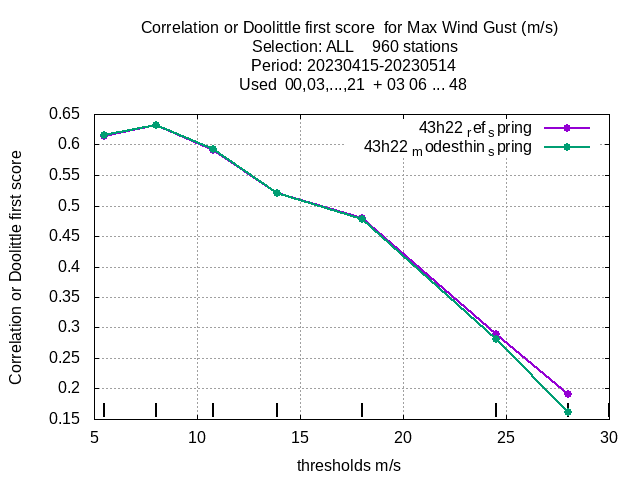 Correlation or Doolittle first score  for Max Wind Gust (m/s)
Selection: ALL    960 stations
Period: 20230415-20230514
Used  00,03,...,21  + 03 06 ... 48
43h22 ref spring
43h22 modesthin spring
Correlation or Doolittle first score
0.65
0.6
0.55
0.5
0.45
0.4
0.35
0.3
0.25
0.2
0.15
5 10 15 20 25 30
thresholds m/s